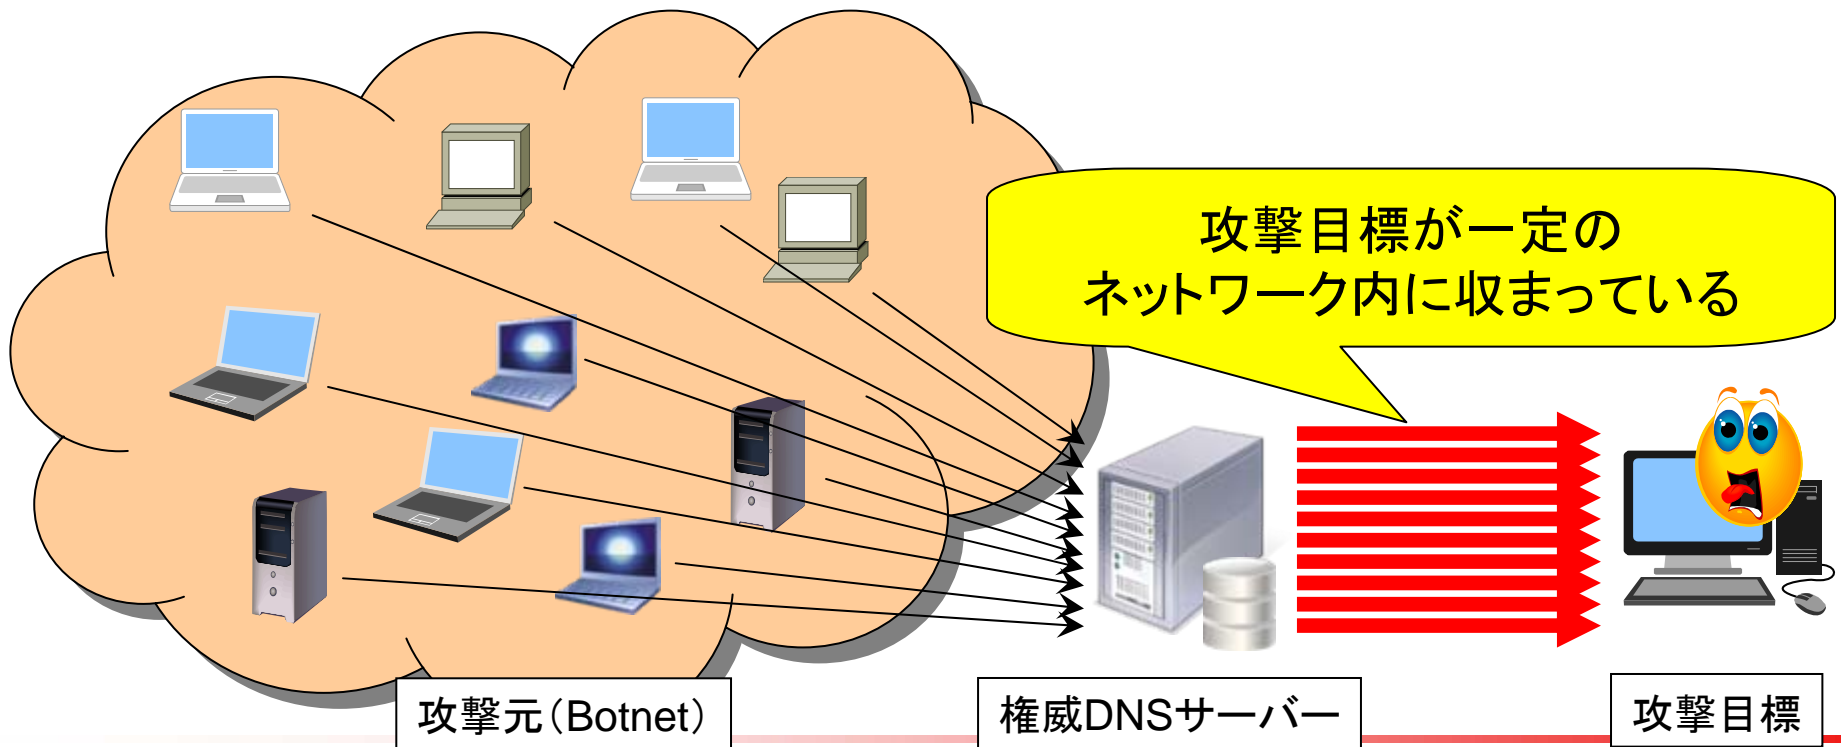 攻撃目標が一定の
ネットワーク内に収まっている
攻撃元（Botnet）
権威DNSサーバー
攻撃目標